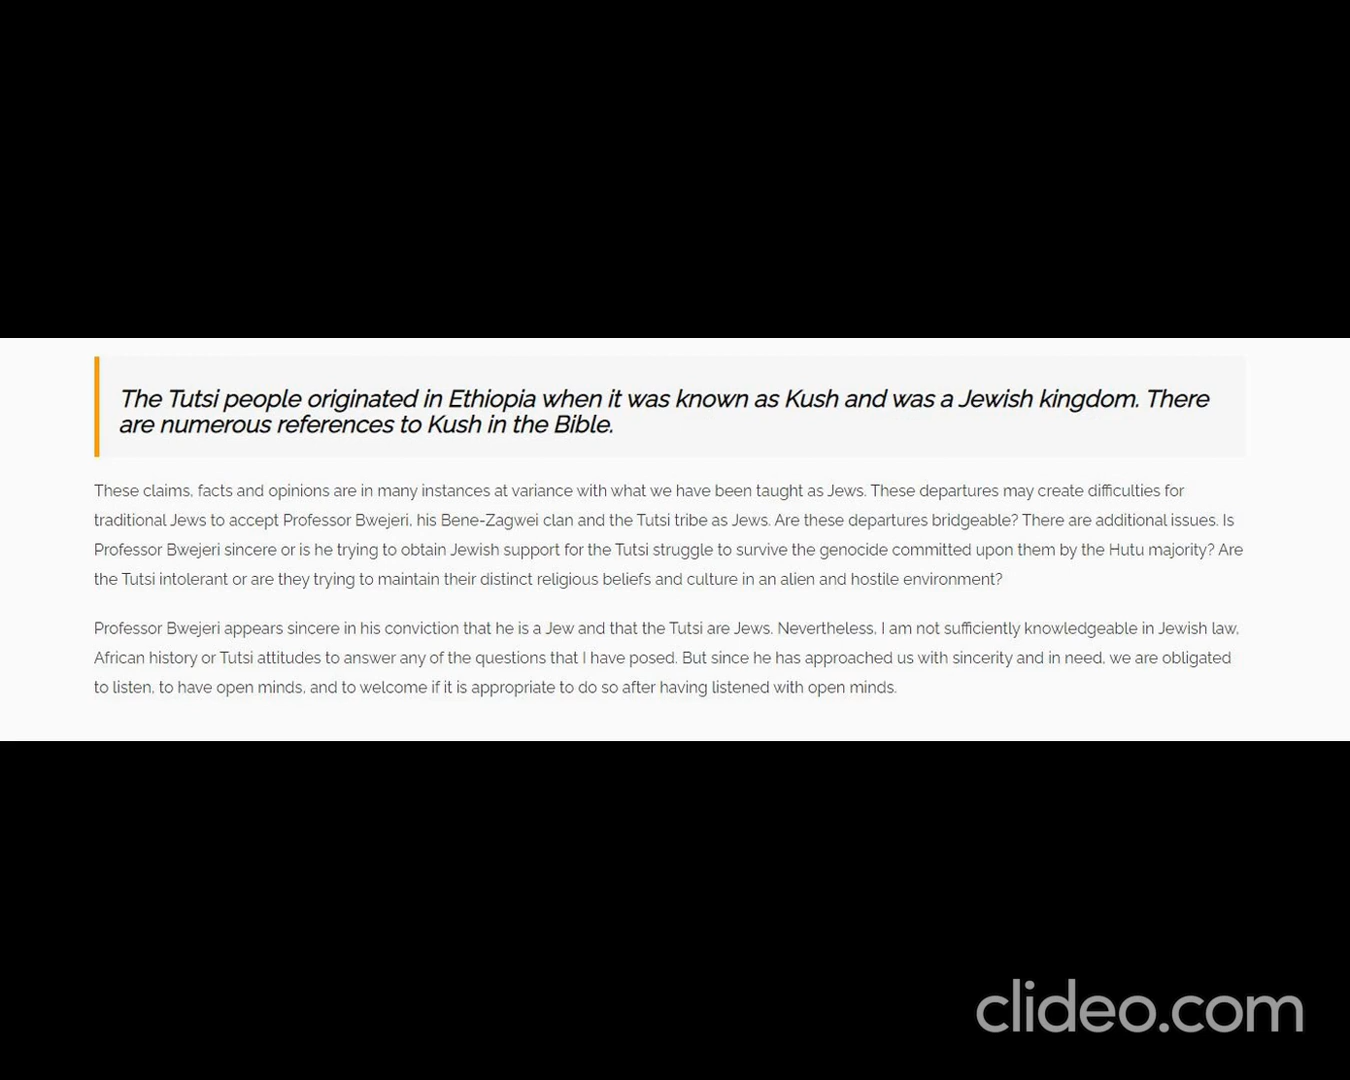 The Tutsi people originated in Ethiopia when it was known as Kush and was a Jewish kingdom. There
are numerous references to Kush in the Bible.
These claims, facts and opinions are in many instances at variance with what we have been taught as Jews. These departures may create difficulties for
traditional Jews to accept Professor Bwejeri, his Bene-Zagwei clan and the Tutsi tribe as Jews. Are these departures bridgeable? There are additional issues. Is
Professor Bwejeri sincere or is he trying to obtain Jewish support for the Tutsi struggle to survive the genocide committed upon them by the Hutu majority? Are
the Tutsi intolerant or are they trying to maintain their distinct religious beliefs and culture in an alien and hostile environment?
Professor Bwejeri appears sincere in his conviction that he is a Jew and that the Tutsi are Jews. Nevertheless, I am not sufficiently knowledgeable in Jewish law,
African history or Tutsi attitudes to answer any of the questions that I have posed. But since he has approached us with sincerity and in need, we are obligated
to listen, to have open minds, and to welcome if it is appropriate to do so after having listened with open minds.
clideo.com